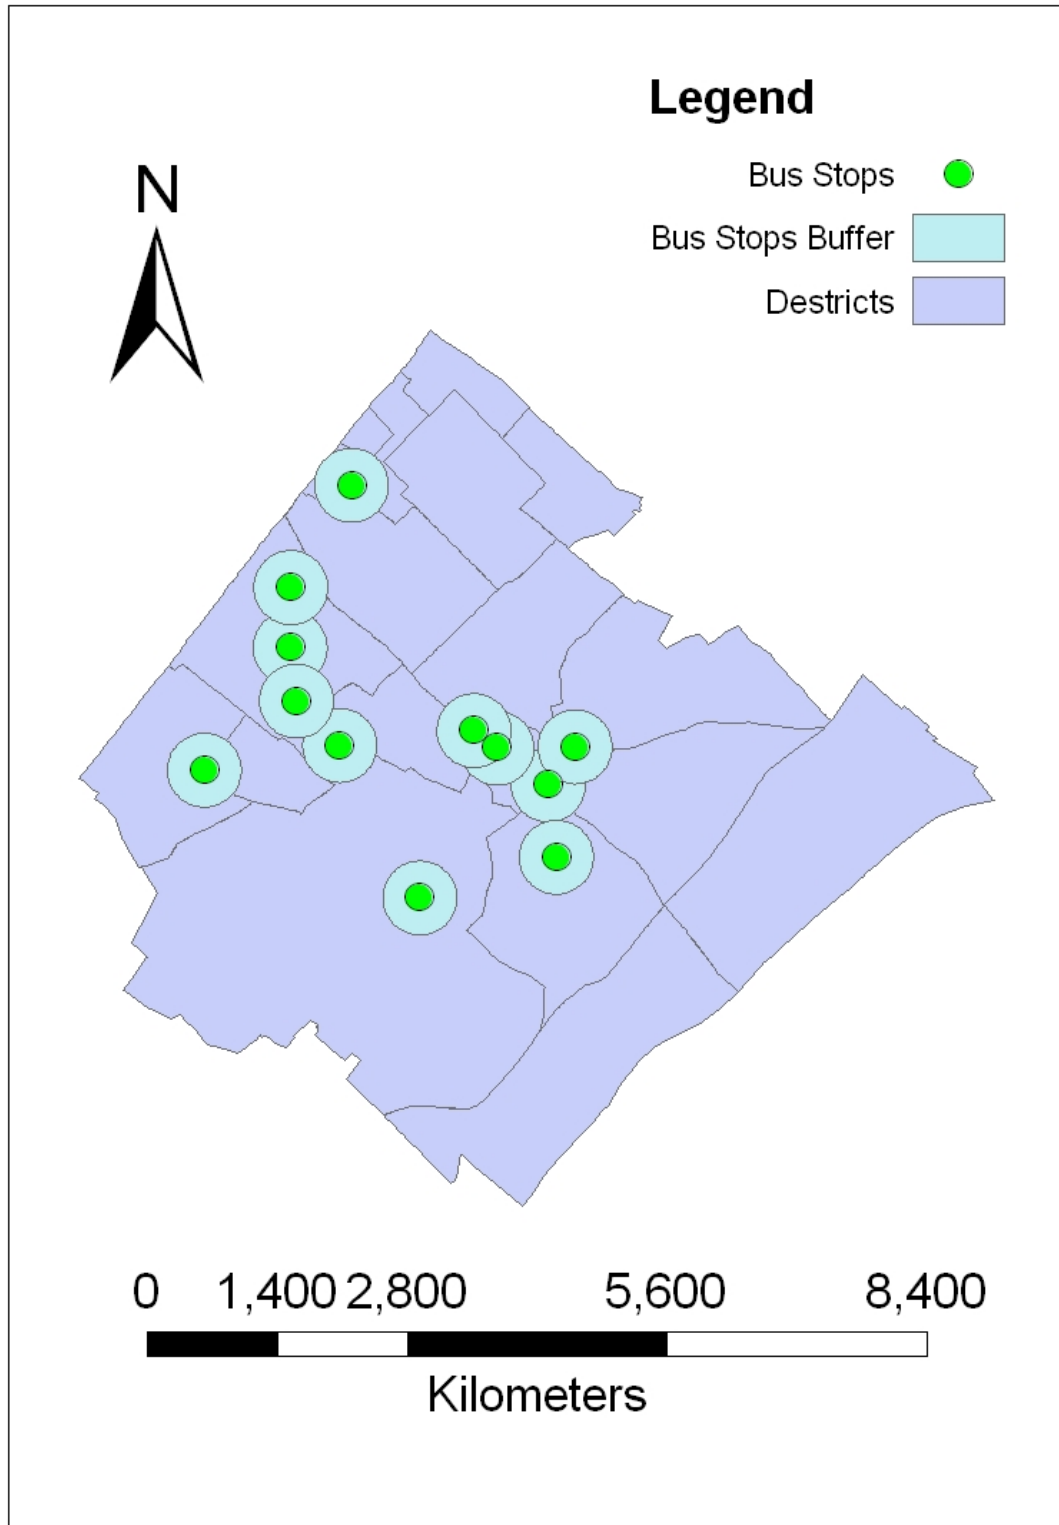 Legend
N
Bus Stops
Bus Stops Buffer
Destricts
0 1,400 2,800 5,600 8,400
Kilometers